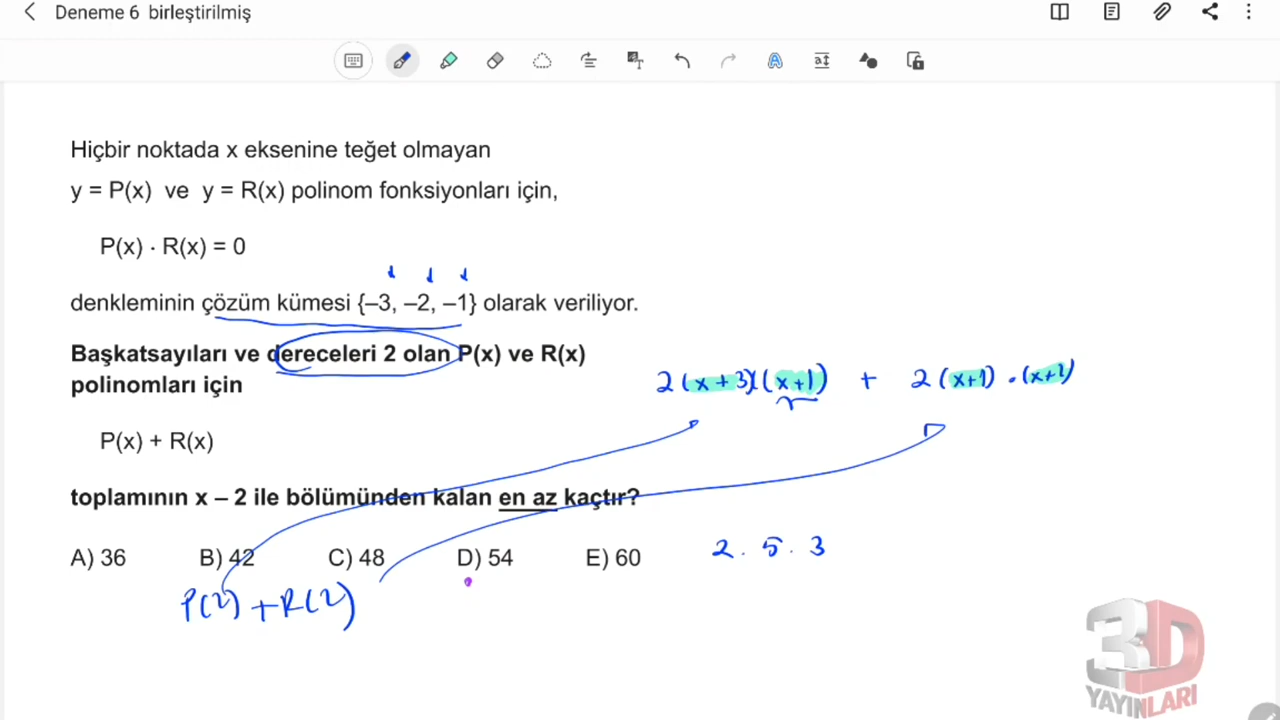 Deneme 6 birleştirilmiş
Hiçbir noktada x eksenine teğet olmayan
y = P(x) ve y = R(x) polinom fonksiyonları için,
P(x) · R(x) = 0
denkleminin çözüm kümesi {–3, –2, –1} olarak veriliyor.
Başkatsayıları ve dereceleri 2 olan P(x) ve R(x)
polinomları için
2(x+3)(x+1) + 2(x+1)·(x+2)
P(x) + R(x)
toplamının x – 2 ile bölümünden kalan en az kaçtır?
A) 36 B) 42 C) 48 D) 54 E) 60
2.5.3
P(2)+R(2)
3D
YAYINLARI